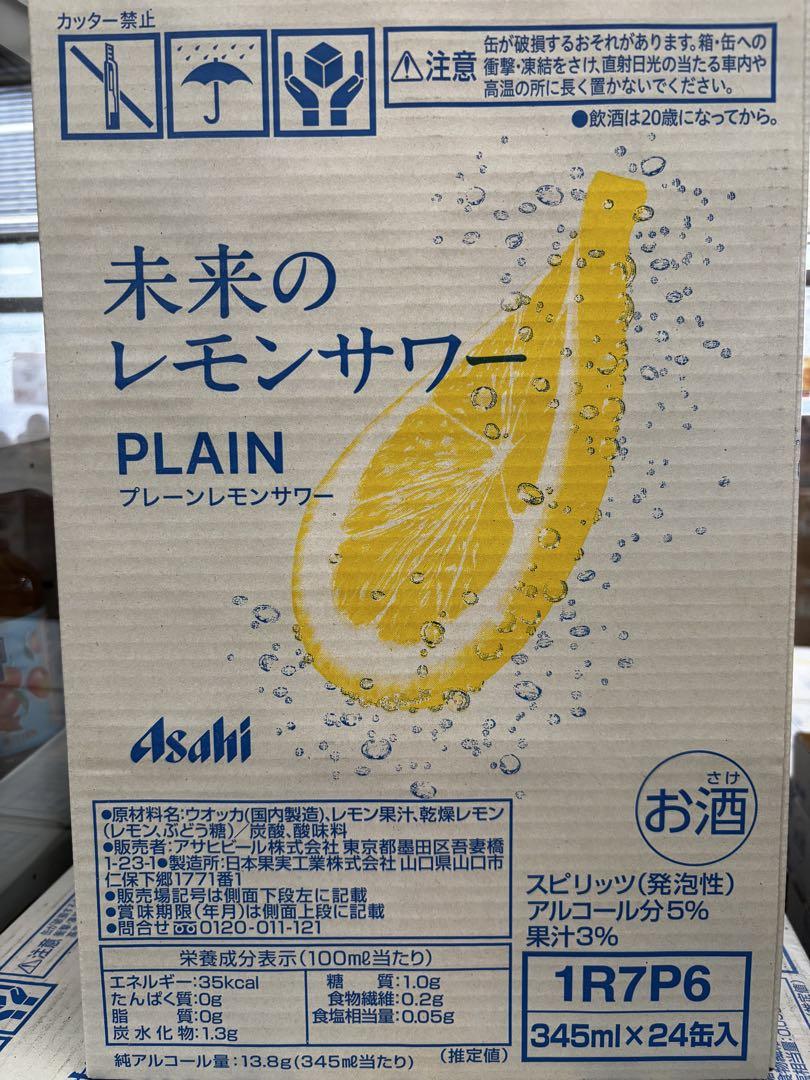 カッター禁止
⚠注意
缶が破損するおそれがあります。箱・缶への
衝撃・凍結をさけ、直射日光の当たる車内や
高温の所に長く置かないでください。
●飲酒は20歳になってから。
未来の
レモンサワー
PLAIN
プレーンレモンサワー
Asahi
●原材料名:ウオッカ(国内製造)、レモン果汁、乾燥レモン
(レモン、ぶどう糖)/炭酸、酸味料
●販売者:アサヒビール株式会社 東京都墨田区吾妻橋
1-23-1●製造所:日本果実工業株式会社 山口県山口市
仁保下郷1771番1
●販売場記号は側面下段左に記載
●賞味期限(年月)は側面上段に記載
●問合せ 0120-011-121
さけ
お酒
スピリッツ(発泡性)
アルコール分5%
果汁3%
栄養成分表示(100mℓ当たり)
エネルギー:35kcal
たんぱく質:0g
脂質:0g
炭水化物:1.3g
糖質:1.0g
食物繊維:0.2g
食塩相当量:0.05g
純アルコール量:13.8g(345mℓ当たり)
(推定値)
1R7P6
345ml×24缶入
⚠注意